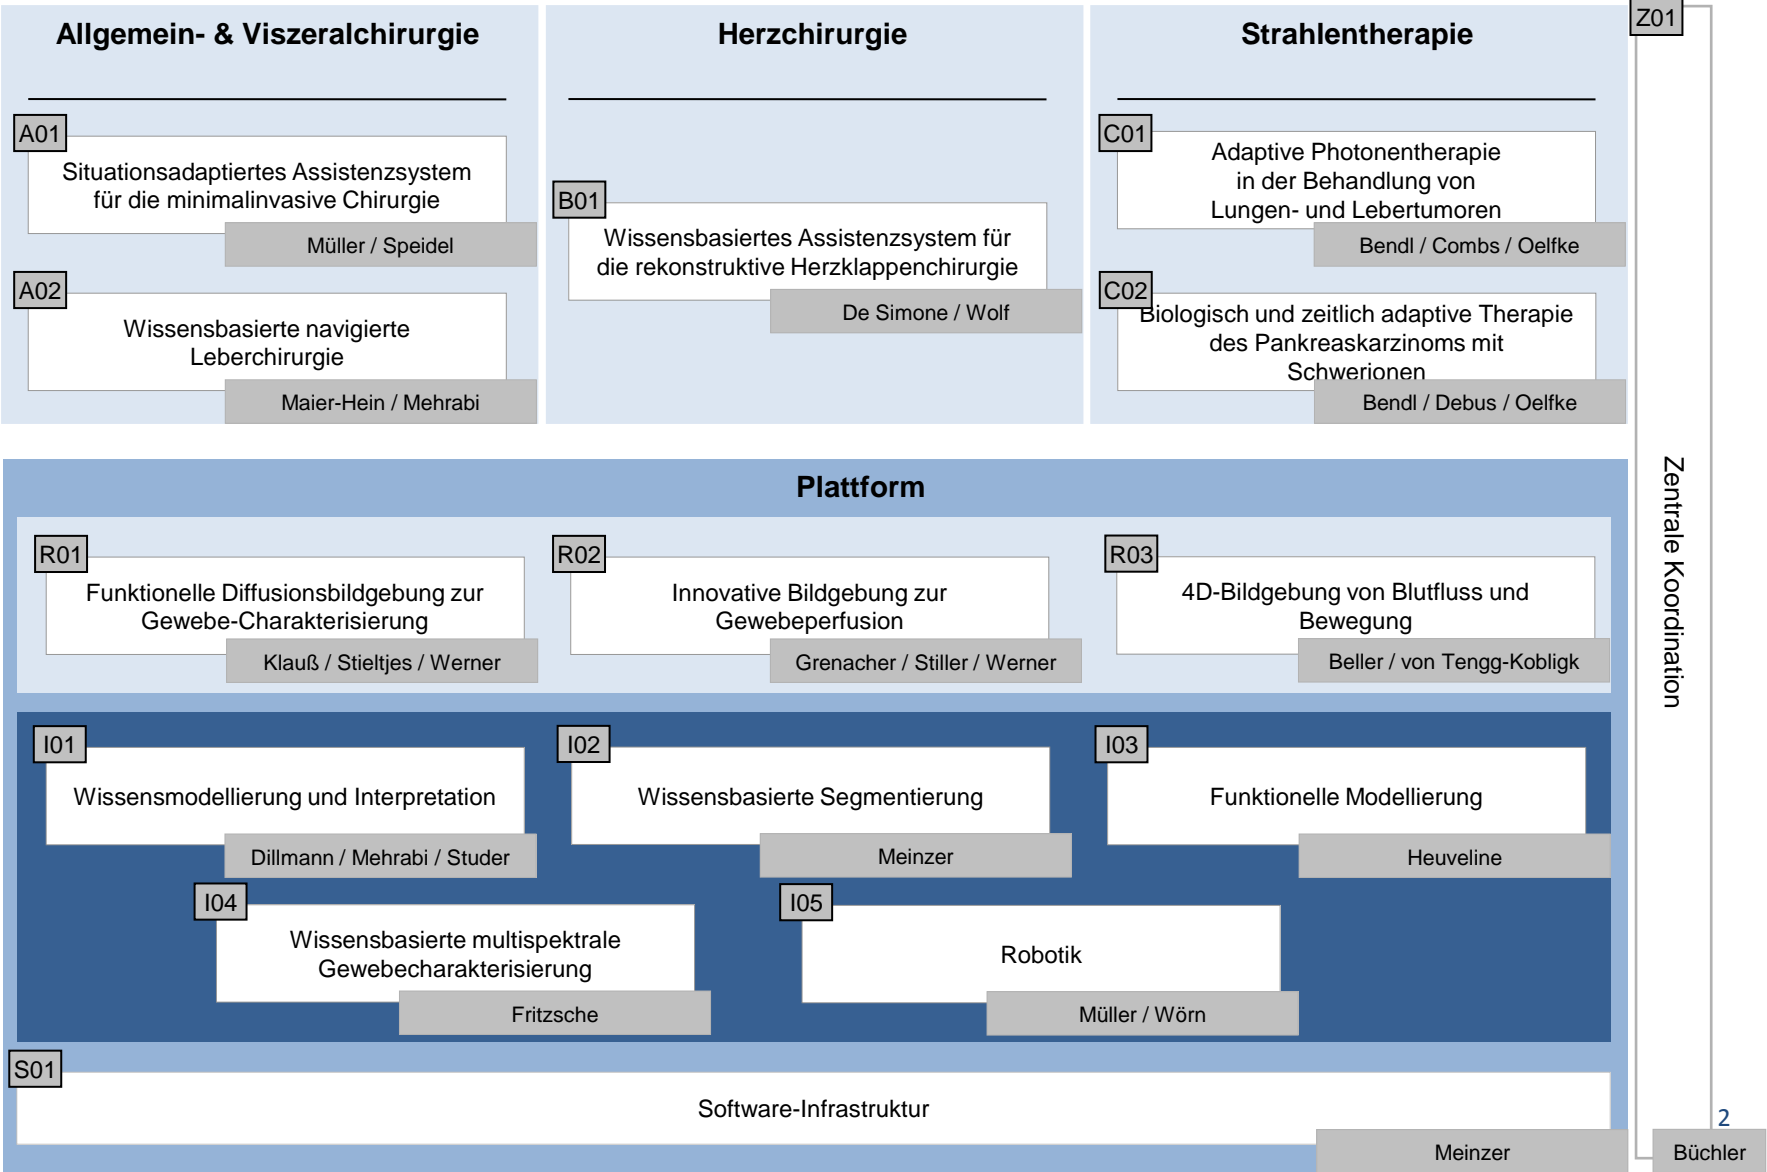 Allgemein- & Viszeralchirurgie
A01
Situationsadaptiertes Assistenzsystem
für die minimalinvasive Chirurgie
Müller / Speidel
A02
Wissensbasierte navigierte
Leberchirurgie
Maier-Hein / Mehrabi
Herzchirurgie
B01
Wissensbasiertes Assistenzsystem für
die rekonstruktive Herzklappenchirurgie
De Simone / Wolf
Strahlentherapie
C01
Adaptive Photonentherapie
in der Behandlung von
Lungen- und Lebertumoren
Bendl / Combs / Oelfke
C02
Biologisch und zeitlich adaptive Therapie
des Pankreaskarzinoms mit
Schwerionen
Bendl / Debus / Oelfke
Plattform
R01
Funktionelle Diffusionsbildgebung zur
Gewebe-Charakterisierung
Klauß / Stieltjes / Werner
R02
Innovative Bildgebung zur
Gewebeperfusion
Grenacher / Stiller / Werner
R03
4D-Bildgebung von Blutfluss und
Bewegung
Beller / von Tengg-Kobligk
I01
Wissensmodellierung und Interpretation
Dillmann / Mehrabi / Studer
I02
Wissensbasierte Segmentierung
Meinzer
I03
Funktionelle Modellierung
Heuveline
I04
Wissensbasierte multispektrale
Gewebecharakterisierung
Fritzsche
I05
Robotik
Müller / Wörn
S01
Software-Infrastruktur
Meinzer
Z01
Zentrale Koordination
2
Büchler